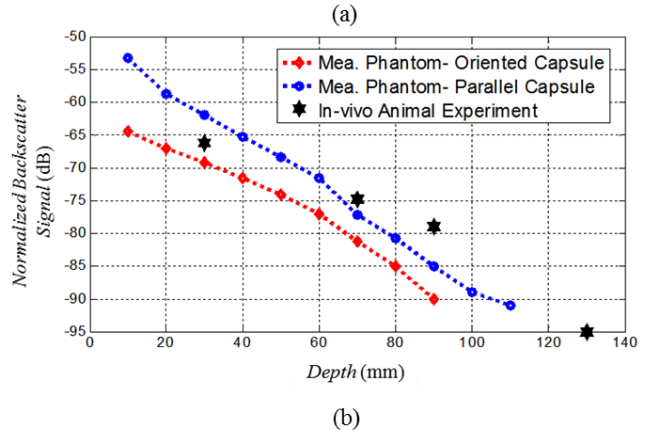 (a)
-50
-55
-60
-65
-70
-75
-80
-85
-90
-95
Normalized Backscatter
Signal (dB)
Mea. Phantom- Oriented Capsule
Mea. Phantom- Parallel Capsule
In-vivo Animal Experiment
0 20 40 60 80 100 120 140
Depth (mm)
(b)